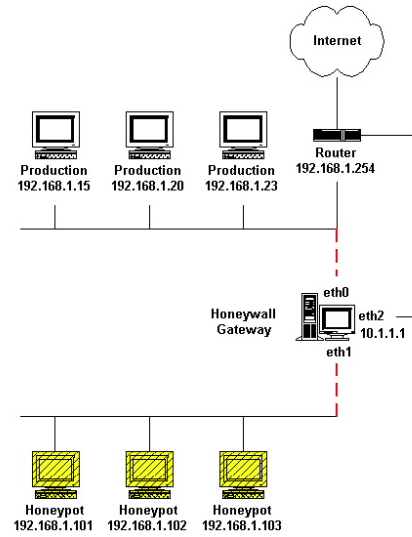 Internet
Router
192.168.1.254
Production
192.168.1.15
Production
192.168.1.20
Production
192.168.1.23
eth0
Honeywall
Gateway
eth2
10.1.1.1
eth1
Honeypot
192.168.1.101
Honeypot
192.168.1.102
Honeypot
192.168.1.103